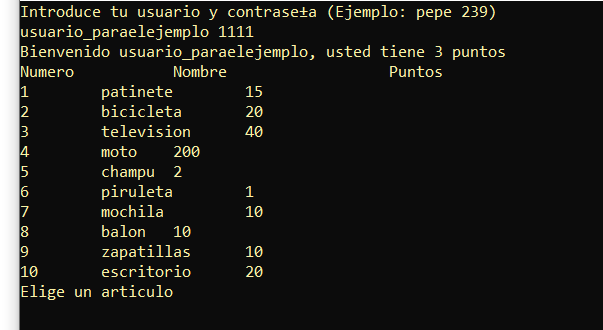 Introduce tu usuario y contrase±a (Ejemplo: pepe 239)
usuario_paraelejemplo 1111
Bienvenido usuario_paraelejemplo, usted tiene 3 puntos
Numero Nombre Puntos
1 patinete 15
2 bicicleta 20
3 television 40
4 moto 200
5 champu 2
6 piruleta 1
7 mochila 10
8 balon 10
9 zapatillas 10
10 escritorio 20
Elige un articulo